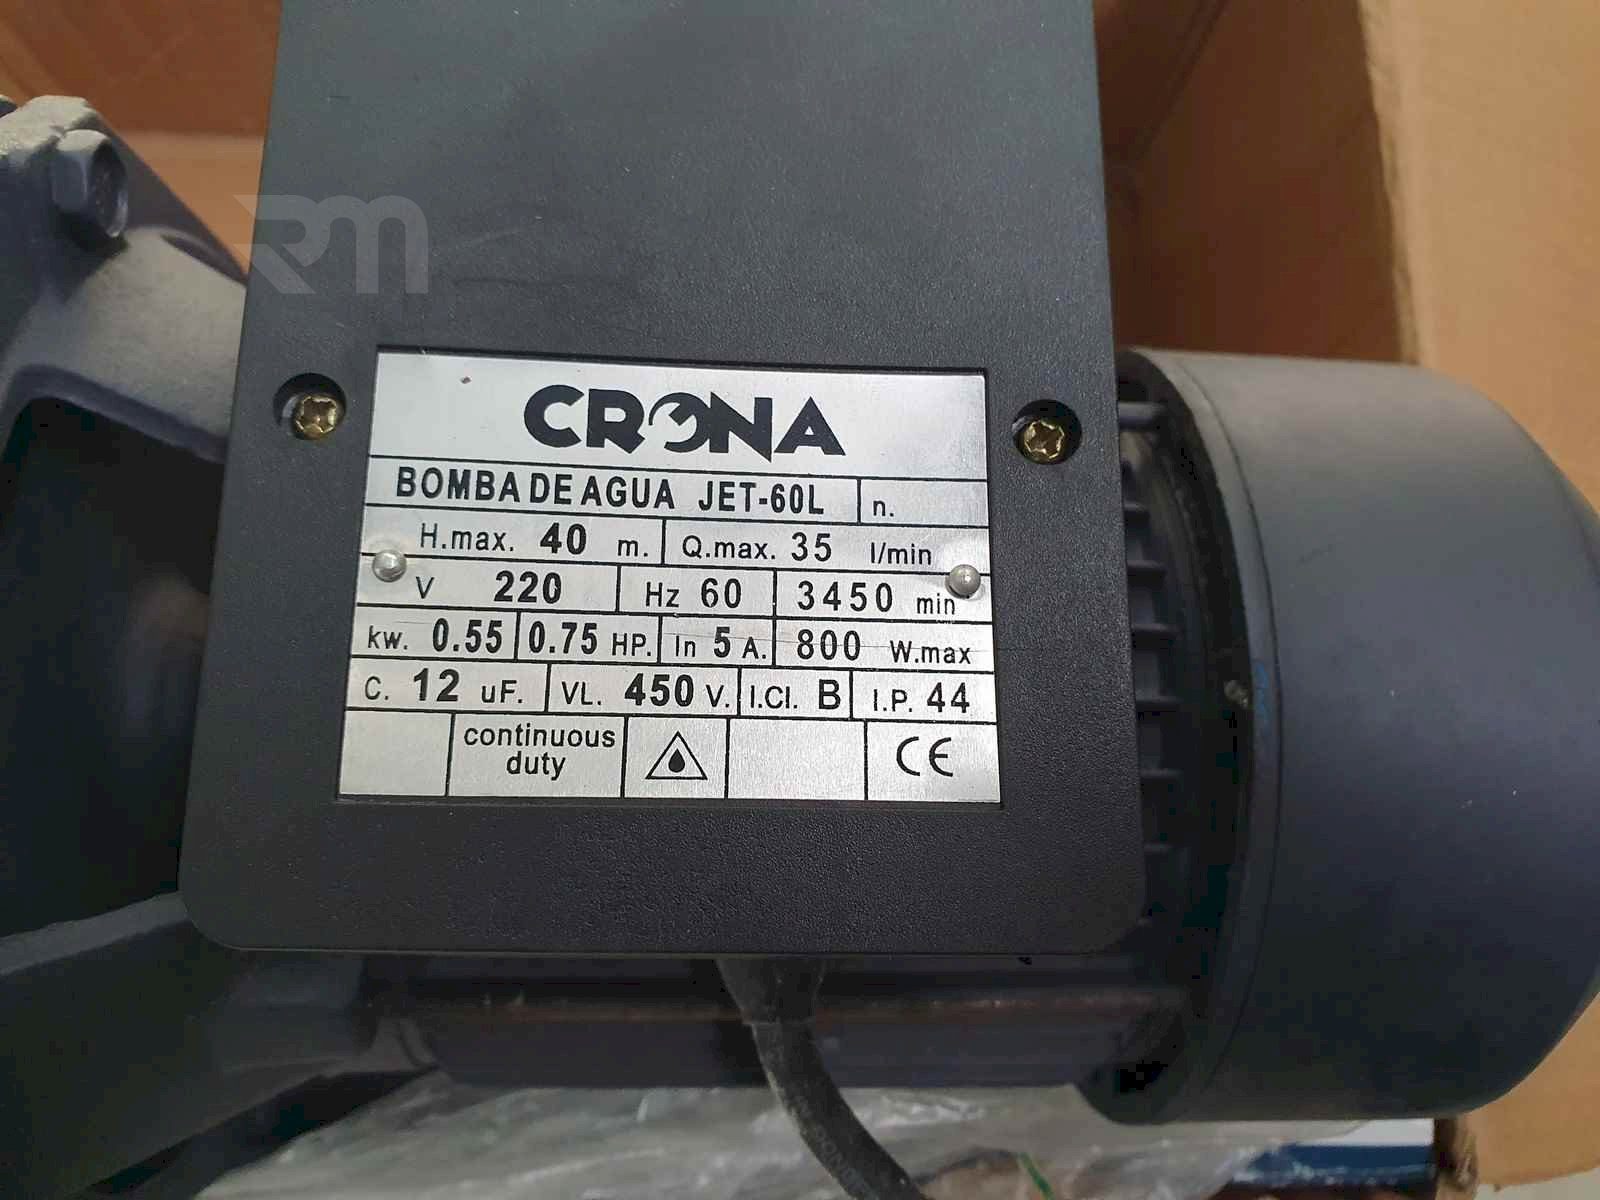 RM
CRONA
BOMBA DE AGUA JET-60L n.
H.max. 40 m. Q.max. 35 l/min
V 220 Hz 60 3450 min
kw. 0.55 0.75 HP. In 5 A. 800 W.max
C. 12 uF. VL. 450 V. I.Cl. B I.P. 44
continuous
duty
CE